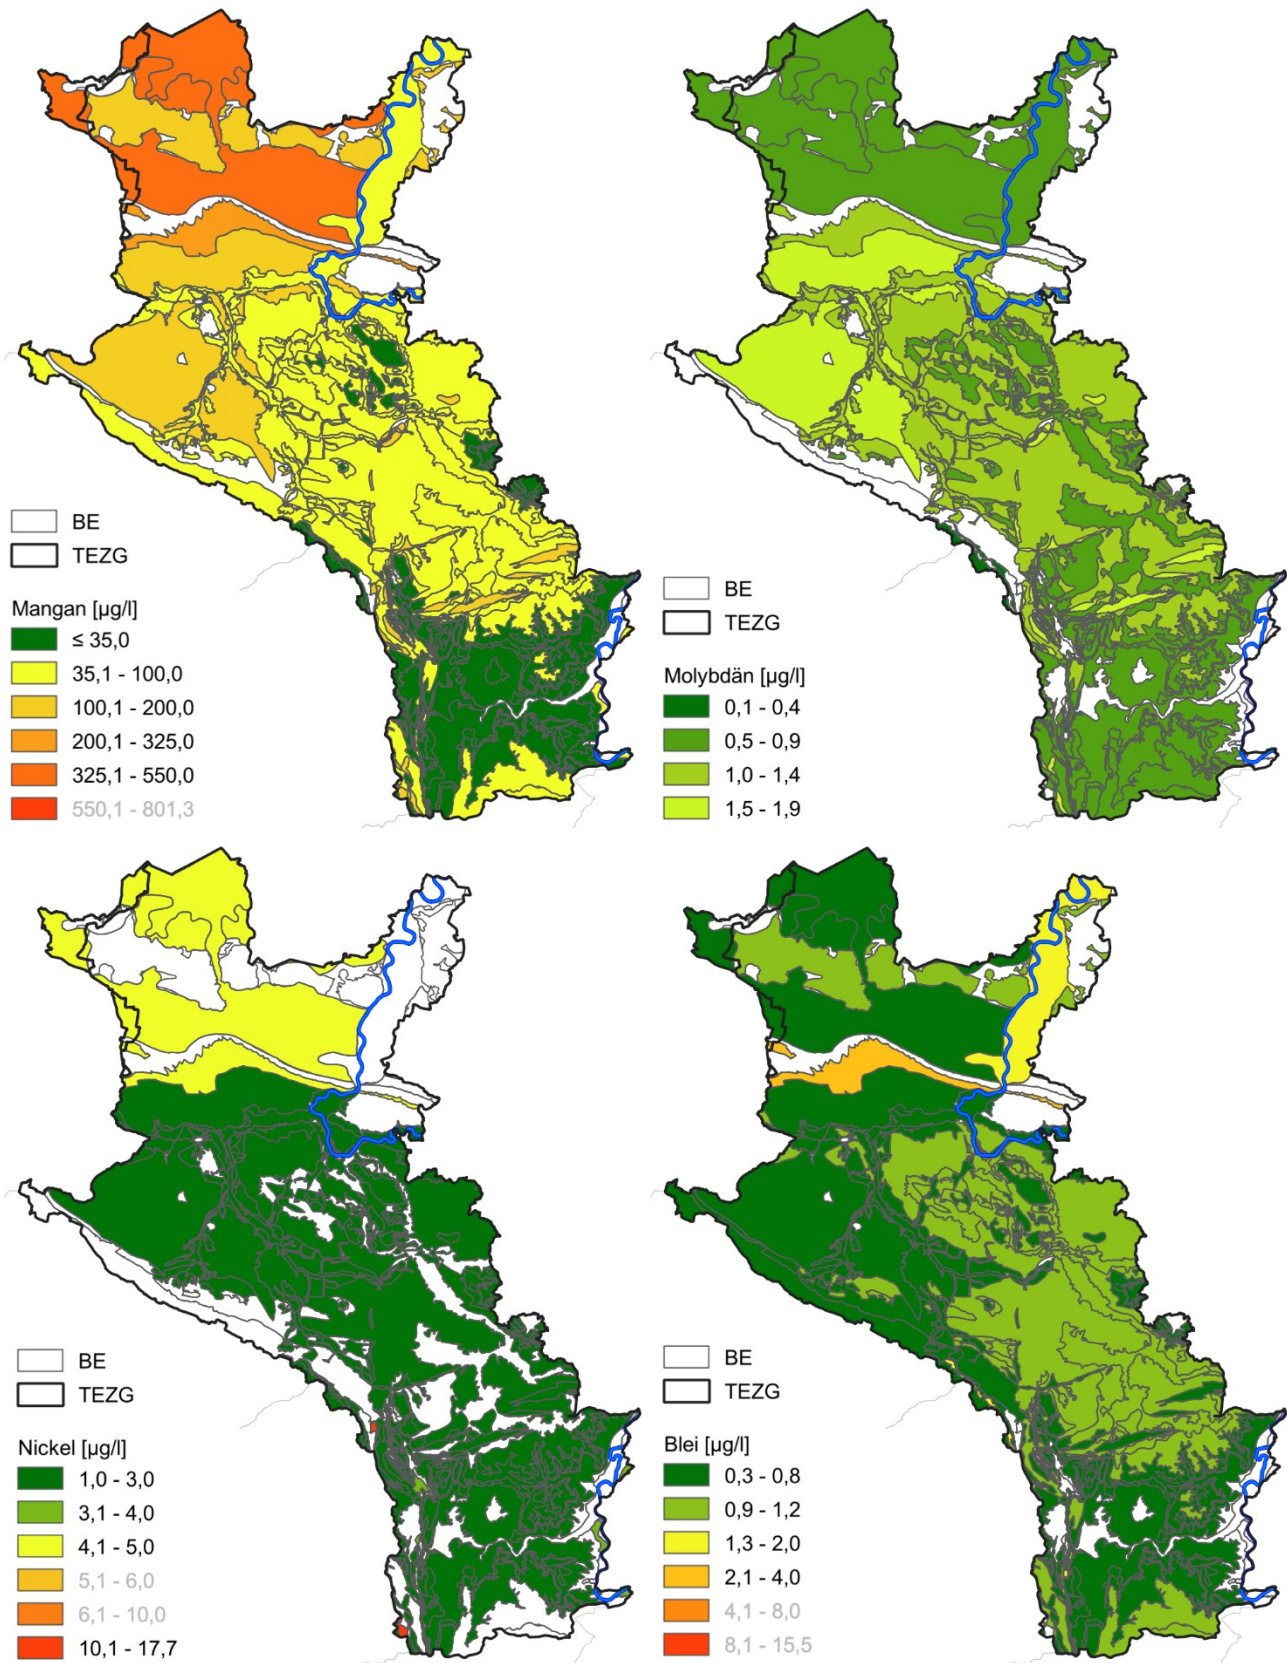 BE
TEZG
Mangan [µg/l]
≤ 35,0
35,1 - 100,0
100,1 - 200,0
200,1 - 325,0
325,1 - 550,0
550,1 - 801,3
BE
TEZG
Molybdän [µg/l]
0,1 - 0,4
0,5 - 0,9
1,0 - 1,4
1,5 - 1,9
BE
TEZG
Nickel [µg/l]
1,0 - 3,0
3,1 - 4,0
4,1 - 5,0
5,1 - 6,0
6,1 - 10,0
10,1 - 17,7
BE
TEZG
Blei [µg/l]
0,3 - 0,8
0,9 - 1,2
1,3 - 2,0
2,1 - 4,0
4,1 - 8,0
8,1 - 15,5